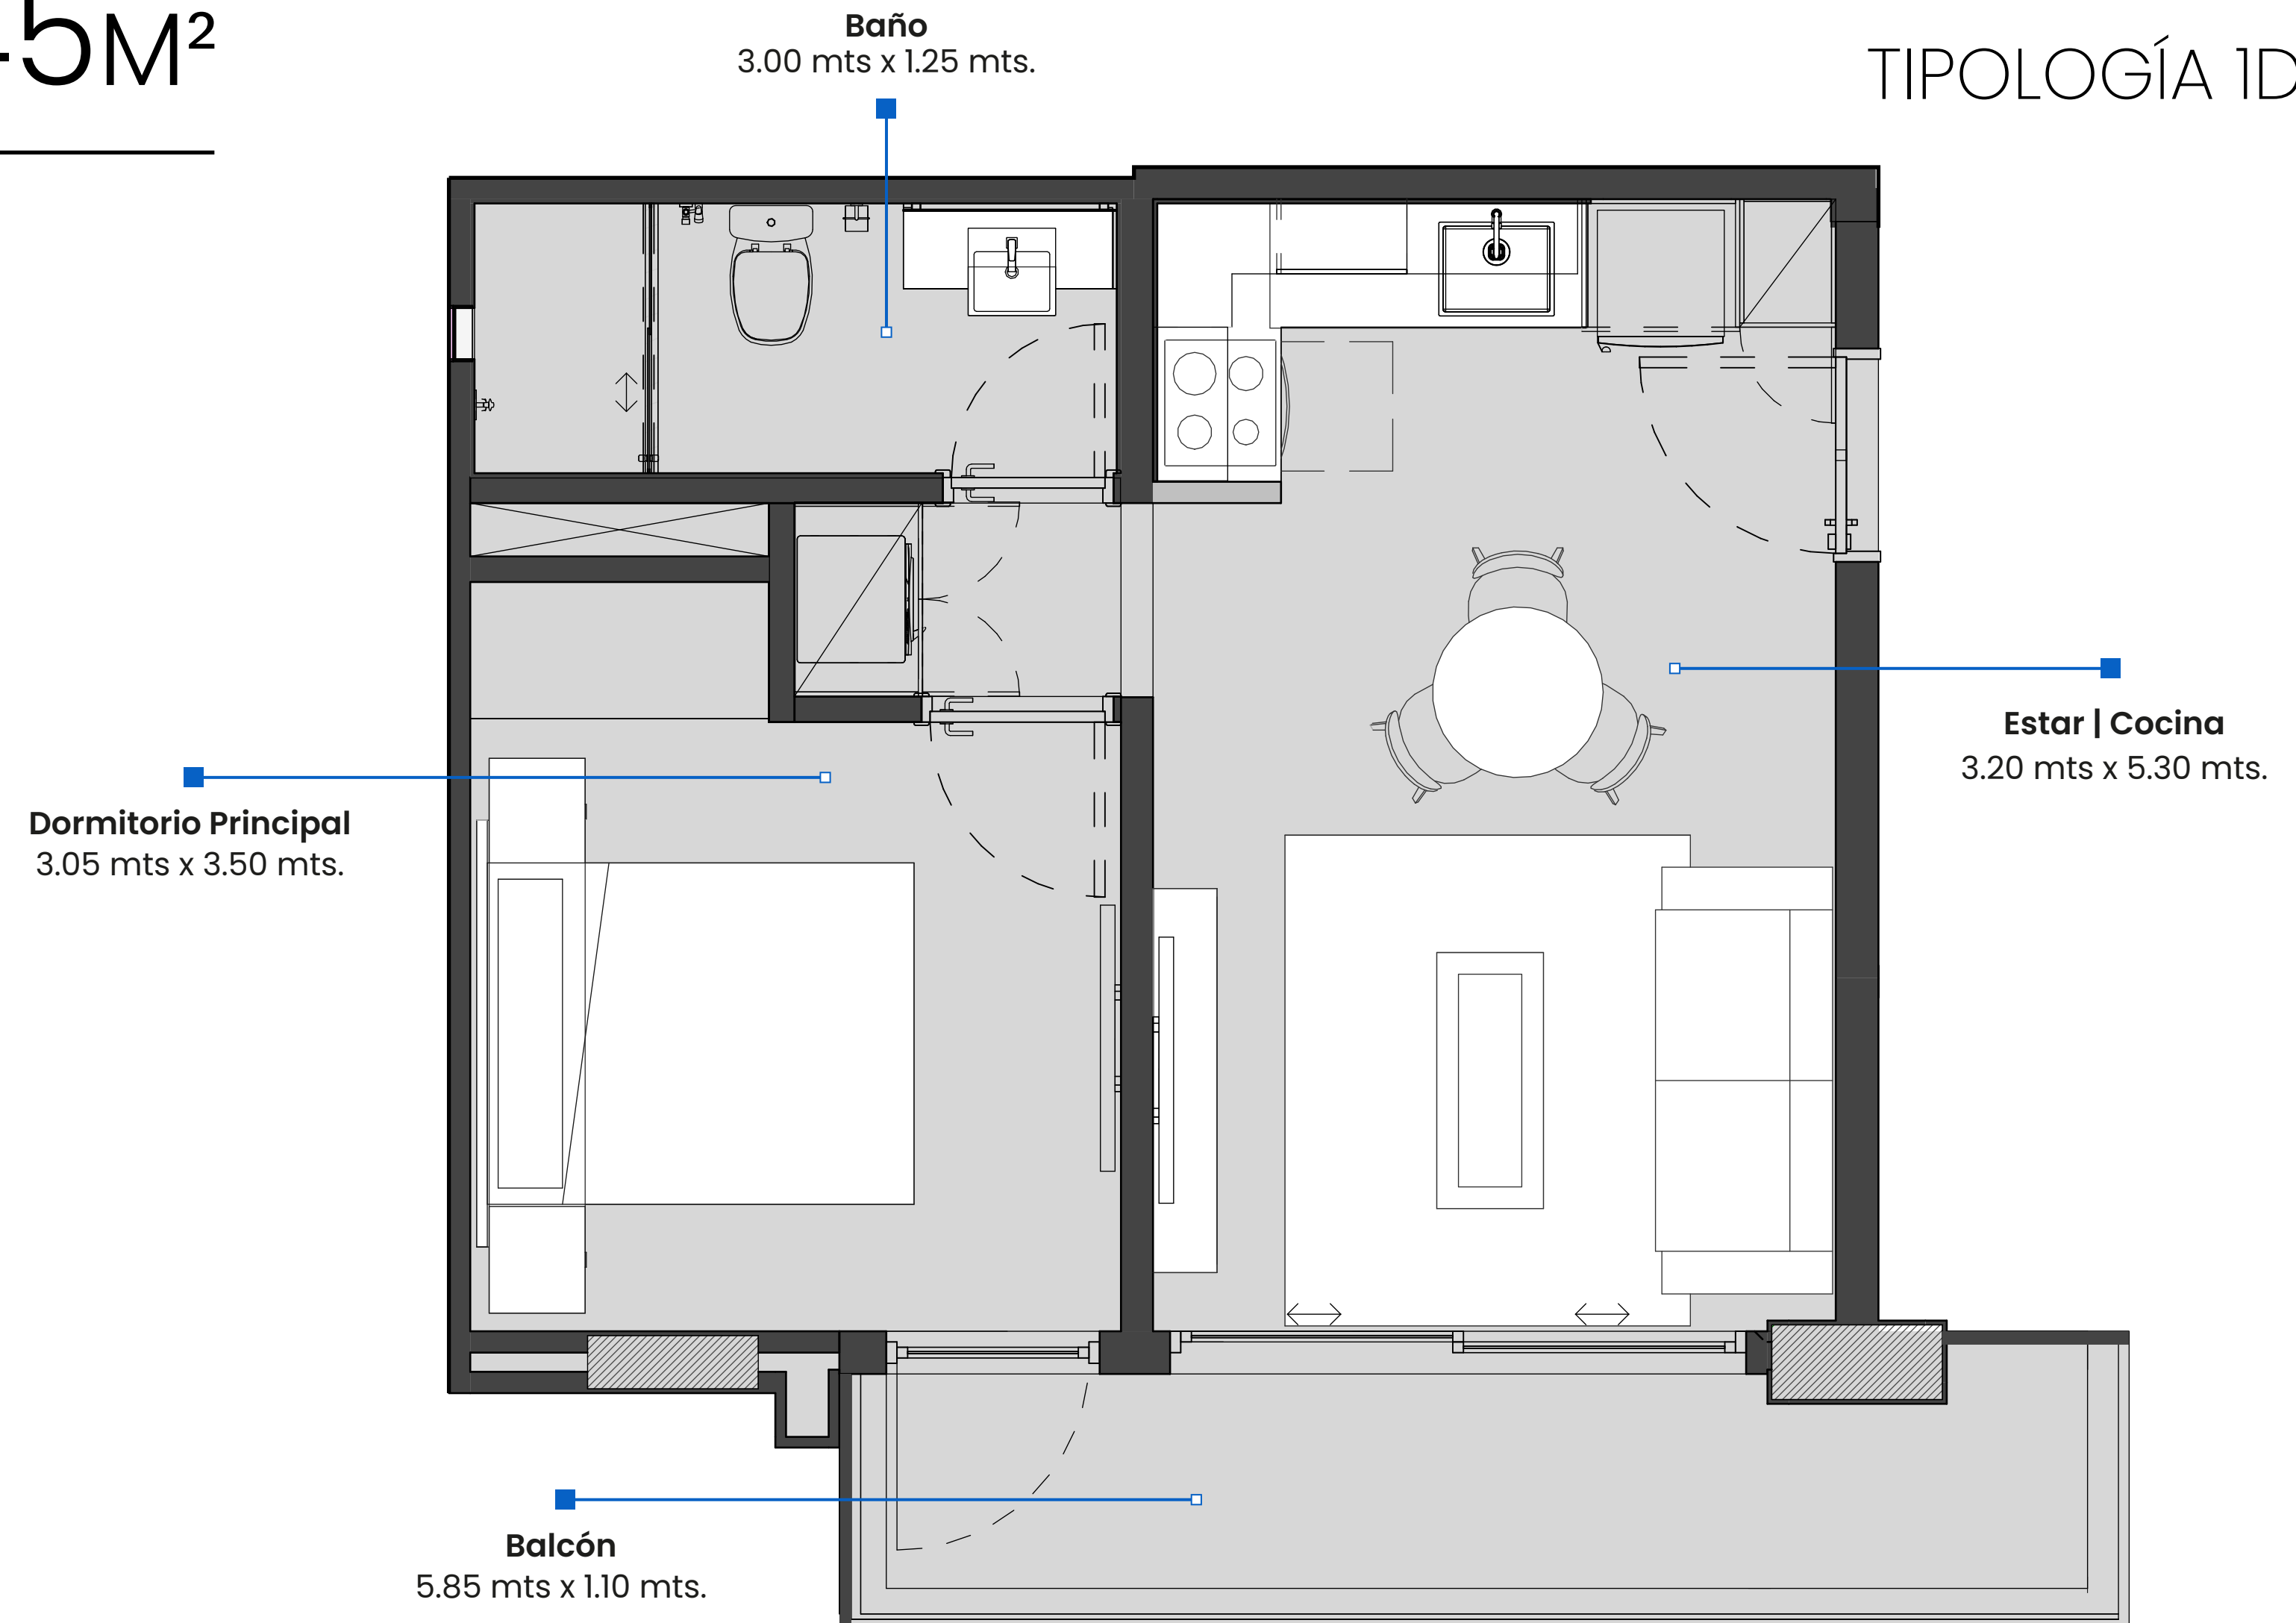 5M²
TIPOLOGÍA 1D
Baño
3.00 mts x 1.25 mts.
Estar | Cocina
3.20 mts x 5.30 mts.
Dormitorio Principal
3.05 mts x 3.50 mts.
Balcón
5.85 mts x 1.10 mts.